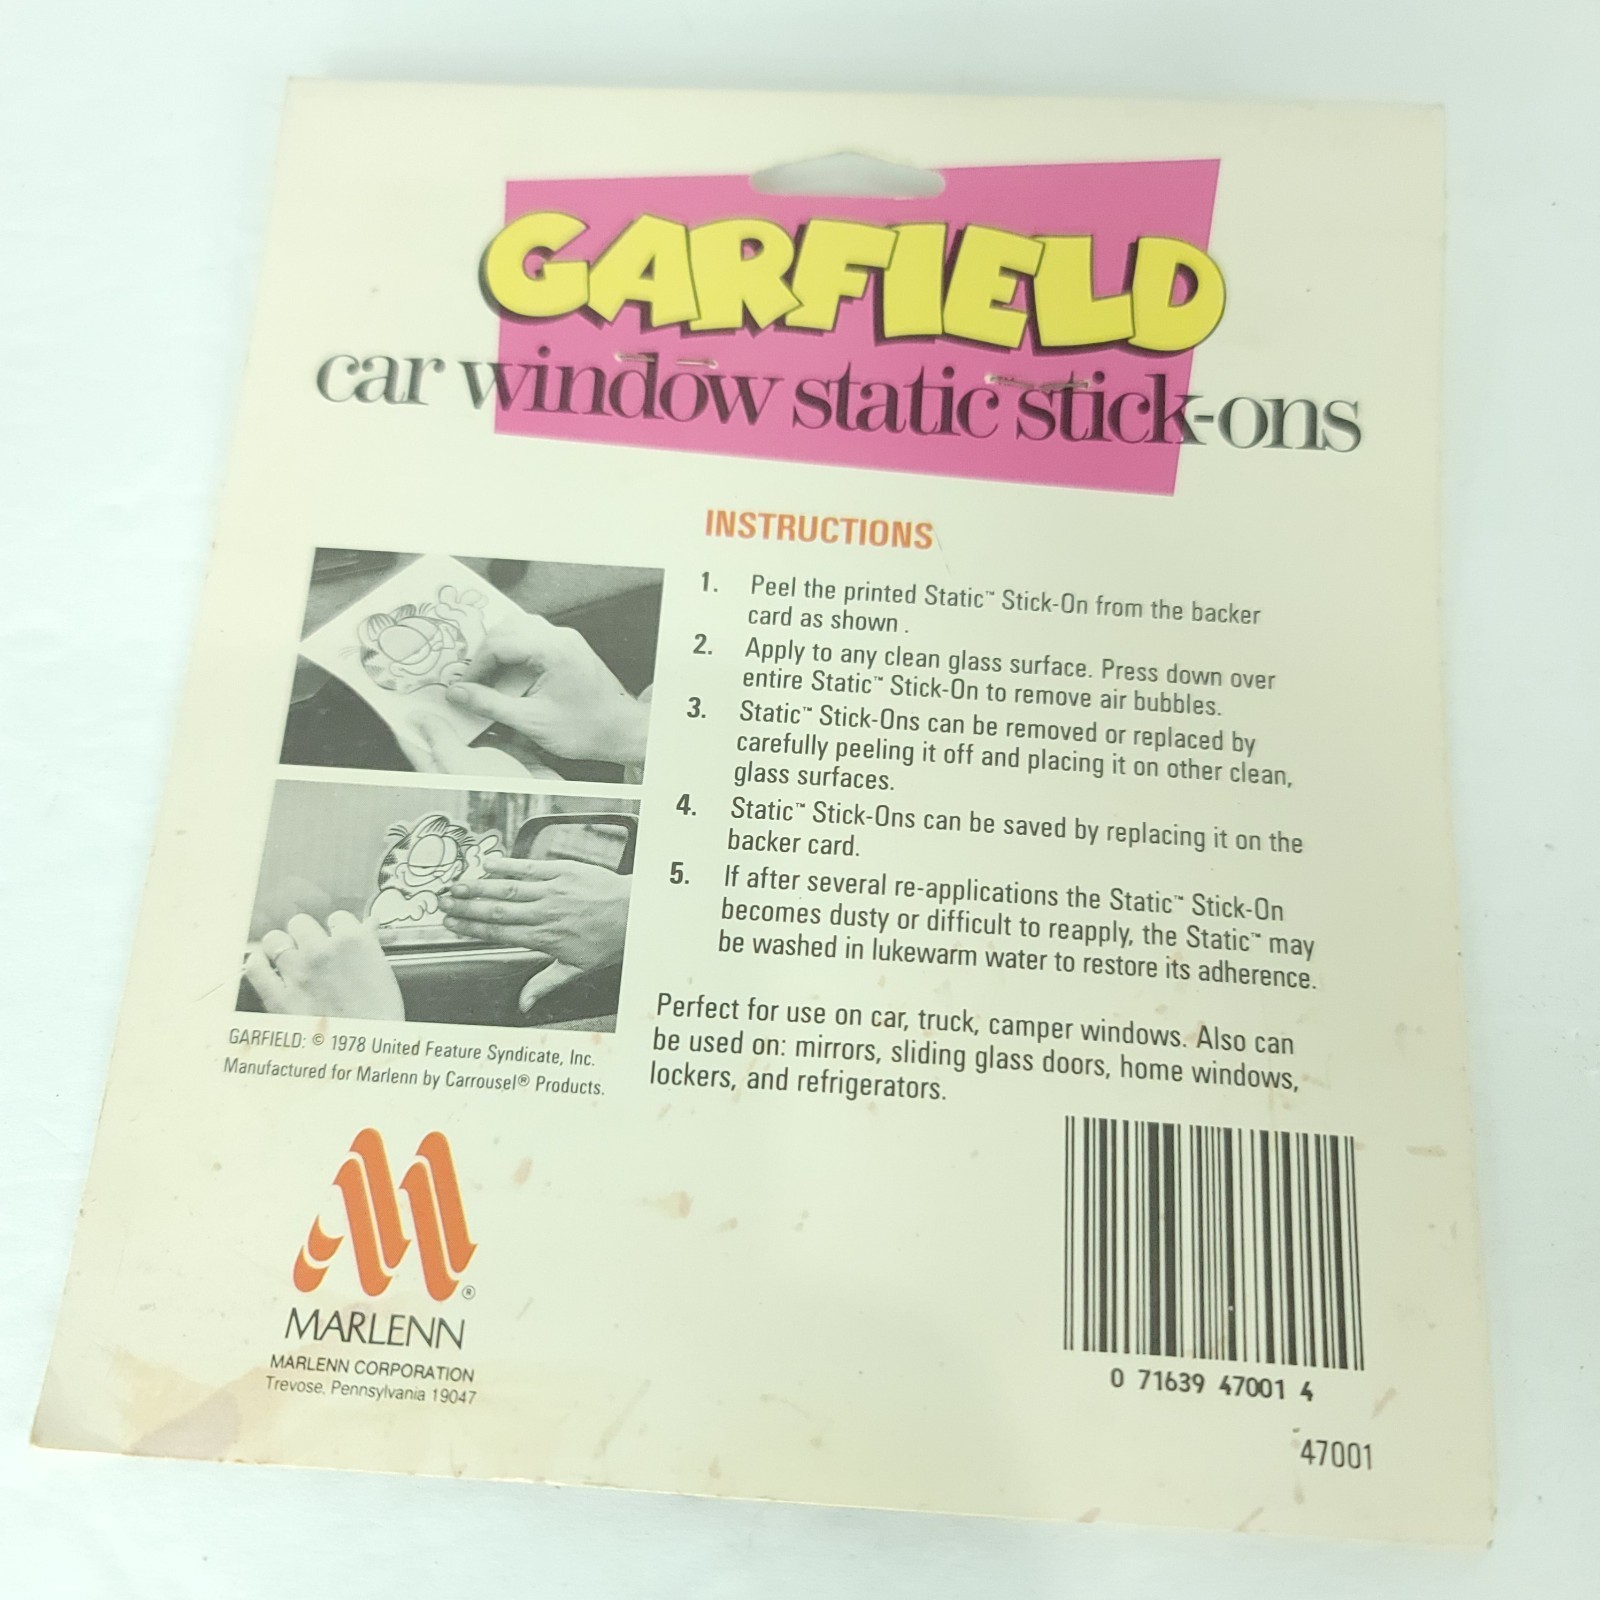 GARFIELD
car window static stick-ons
INSTRUCTIONS
1. Peel the printed Static™ Stick-On from the backer
card as shown .
2. Apply to any clean glass surface. Press down over
entire Static™ Stick-On to remove air bubbles.
3. Static™ Stick-Ons can be removed or replaced by
carefully peeling it off and placing it on other clean,
glass surfaces.
4. Static™ Stick-Ons can be saved by replacing it on the
backer card.
5. If after several re-applications the Static™ Stick-On
becomes dusty or difficult to reapply, the Static™ may
be washed in lukewarm water to restore its adherence.
Perfect for use on car, truck, camper windows. Also can
be used on: mirrors, sliding glass doors, home windows,
lockers, and refrigerators.
GARFIELD: © 1978 United Feature Syndicate, Inc.
Manufactured for Marlenn by Carrousel® Products.
®
MARLENN
MARLENN CORPORATION
Trevose, Pennsylvania 19047
0 71639 47001 4
47001